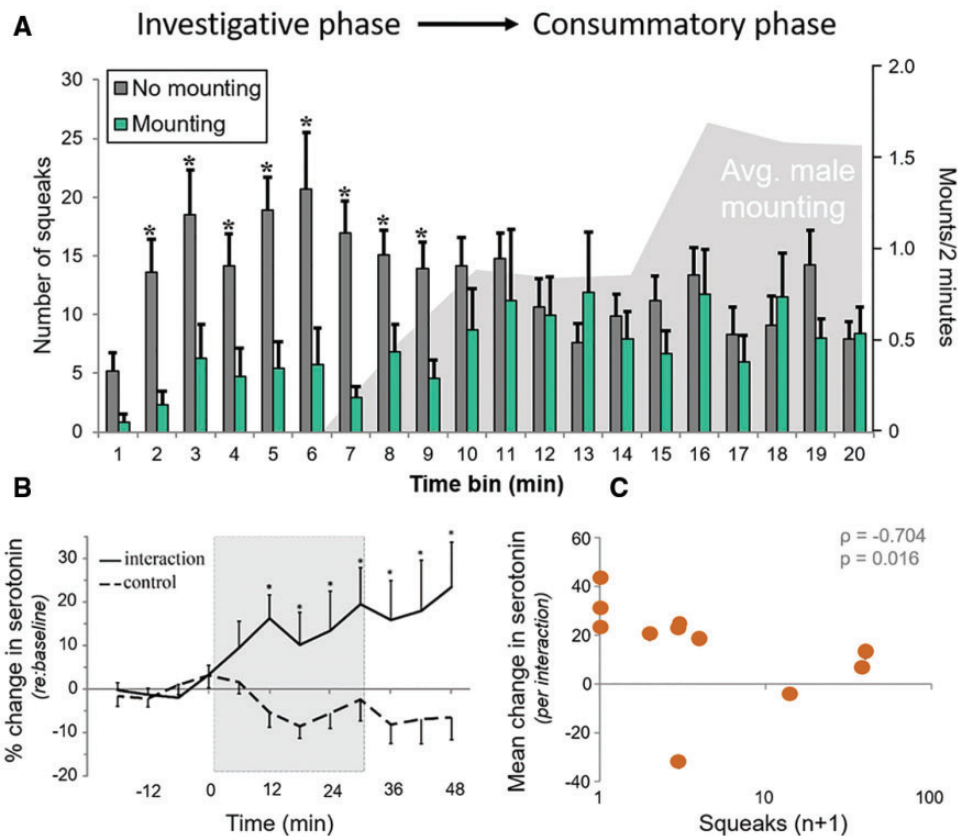 A
Investigative phase → Consummatory phase
No mounting
Mounting
Number of squeaks
30
25
20
15
10
5
0
* * * * * * * *
Avg. male
mounting
2.0
1.5
1.0
0.5
0
Mounts/2 minutes
1 2 3 4 5 6 7 8 9 10 11 12 13 14 15 16 17 18 19 20
Time bin (min)
B
% change in serotonin
(re:baseline)
30
20
10
0
-10
-20
interaction
control
* * * * * * *
-12 0 12 24 36 48
Time (min)
C
Mean change in serotonin
(per interaction)
60
40
20
0
-20
-40
ρ = -0.704
p = 0.016
1 10 100
Squeaks (n+1)